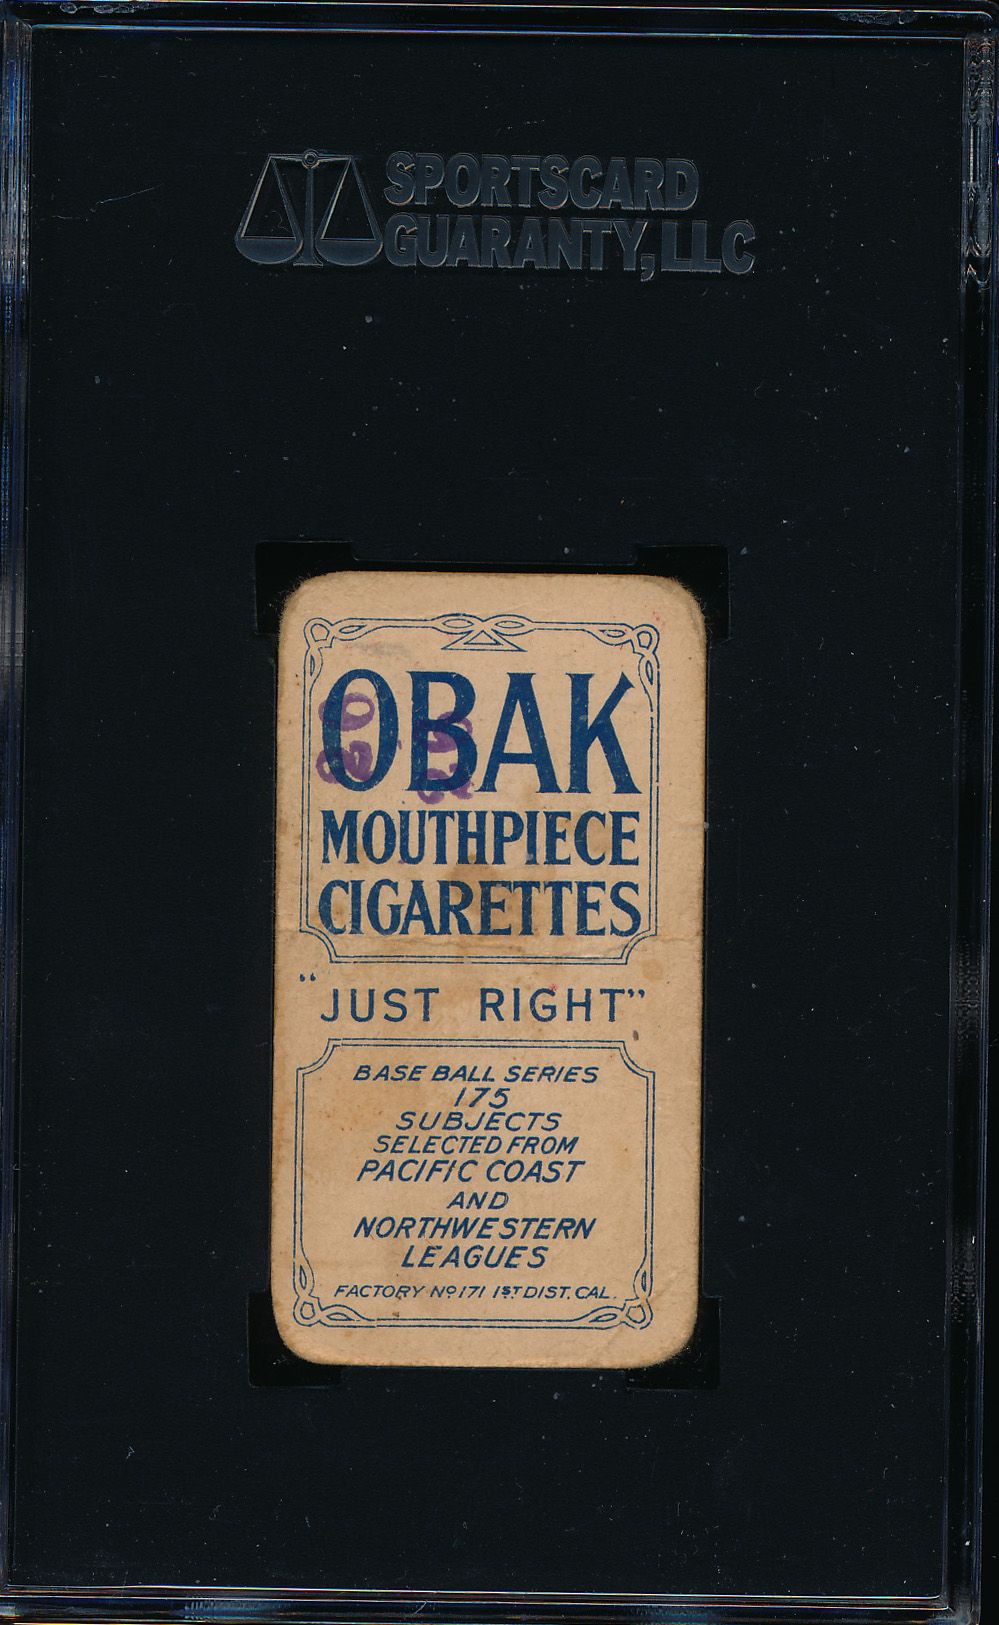 SPORTSCARD
GUARANTY, LLC
OBAK
MOUTHPIECE
CIGARETTES
"JUST RIGHT"
BASE BALL SERIES
175
SUBJECTS
SELECTED FROM
PACIFIC COAST
AND
NORTHWESTERN
LEAGUES
FACTORY Nº 171 1ST DIST. CAL.